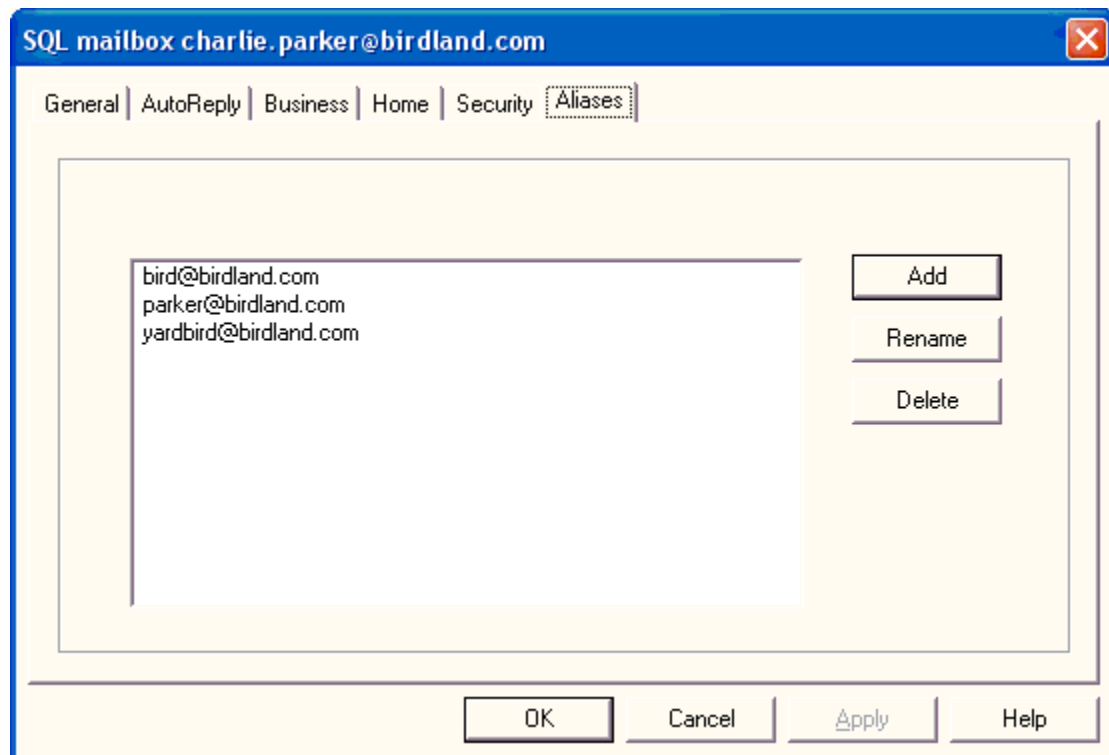 SQL mailbox charlie.parker@birdland.com
General AutoReply Business Home Security Aliases
bird@birdland.com
parker@birdland.com
yardbird@birdland.com
Add
Rename
Delete
OK Cancel Apply Help